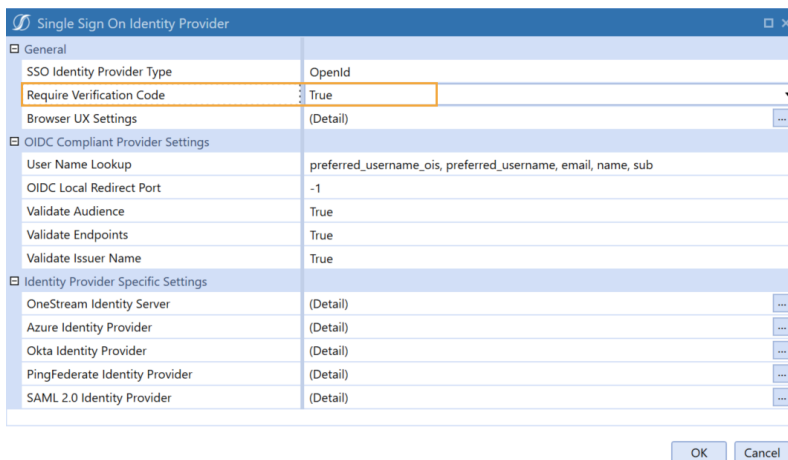 Single Sign On Identity Provider
General
SSO Identity Provider Type OpenId
Require Verification Code True
Browser UX Settings (Detail) ...
OIDC Compliant Provider Settings
User Name Lookup preferred_username_ois, preferred_username, email, name, sub
OIDC Local Redirect Port -1
Validate Audience True
Validate Endpoints True
Validate Issuer Name True
Identity Provider Specific Settings
OneStream Identity Server (Detail) ...
Azure Identity Provider (Detail) ...
Okta Identity Provider (Detail) ...
PingFederate Identity Provider (Detail) ...
SAML 2.0 Identity Provider (Detail) ...
OK Cancel